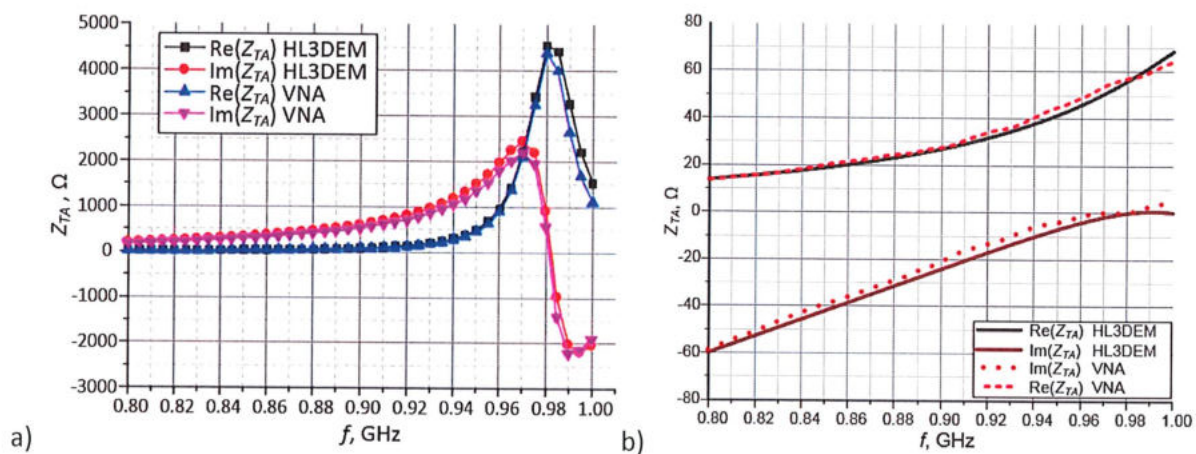 5000
4000
3000
2000
1000
0
-1000
-2000
-3000
Z_TA, Ω
Re(Z_TA) HL3DEM
Im(Z_TA) HL3DEM
Re(Z_TA) VNA
Im(Z_TA) VNA
0.80 0.82 0.84 0.86 0.88 0.90 0.92 0.94 0.96 0.98 1.00
f, GHz
a)
80
60
40
20
0
-20
-40
-60
-80
Z_TA, Ω
Re(Z_TA) HL3DEM
Im(Z_TA) HL3DEM
Im(Z_TA) VNA
Re(Z_TA) VNA
0.80 0.82 0.84 0.86 0.88 0.90 0.92 0.94 0.96 0.98 1.00
f, GHz
b)